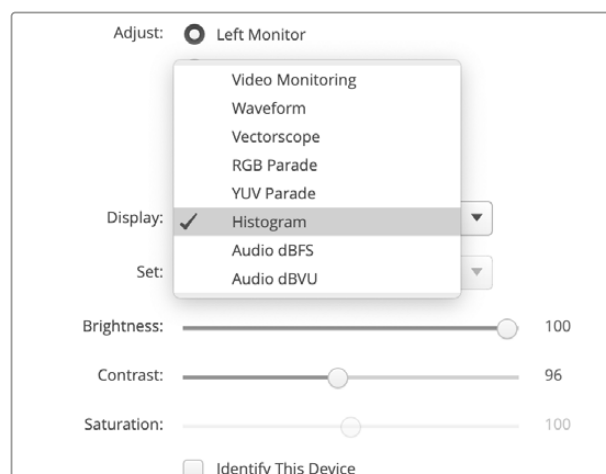 Adjust: Left Monitor
Video Monitoring
Waveform
Vectorscope
RGB Parade
YUV Parade
Display: Histogram
Audio dBFS
Set:
Audio dBVU
Brightness: 100
Contrast: 96
Saturation: 100
Identify This Device